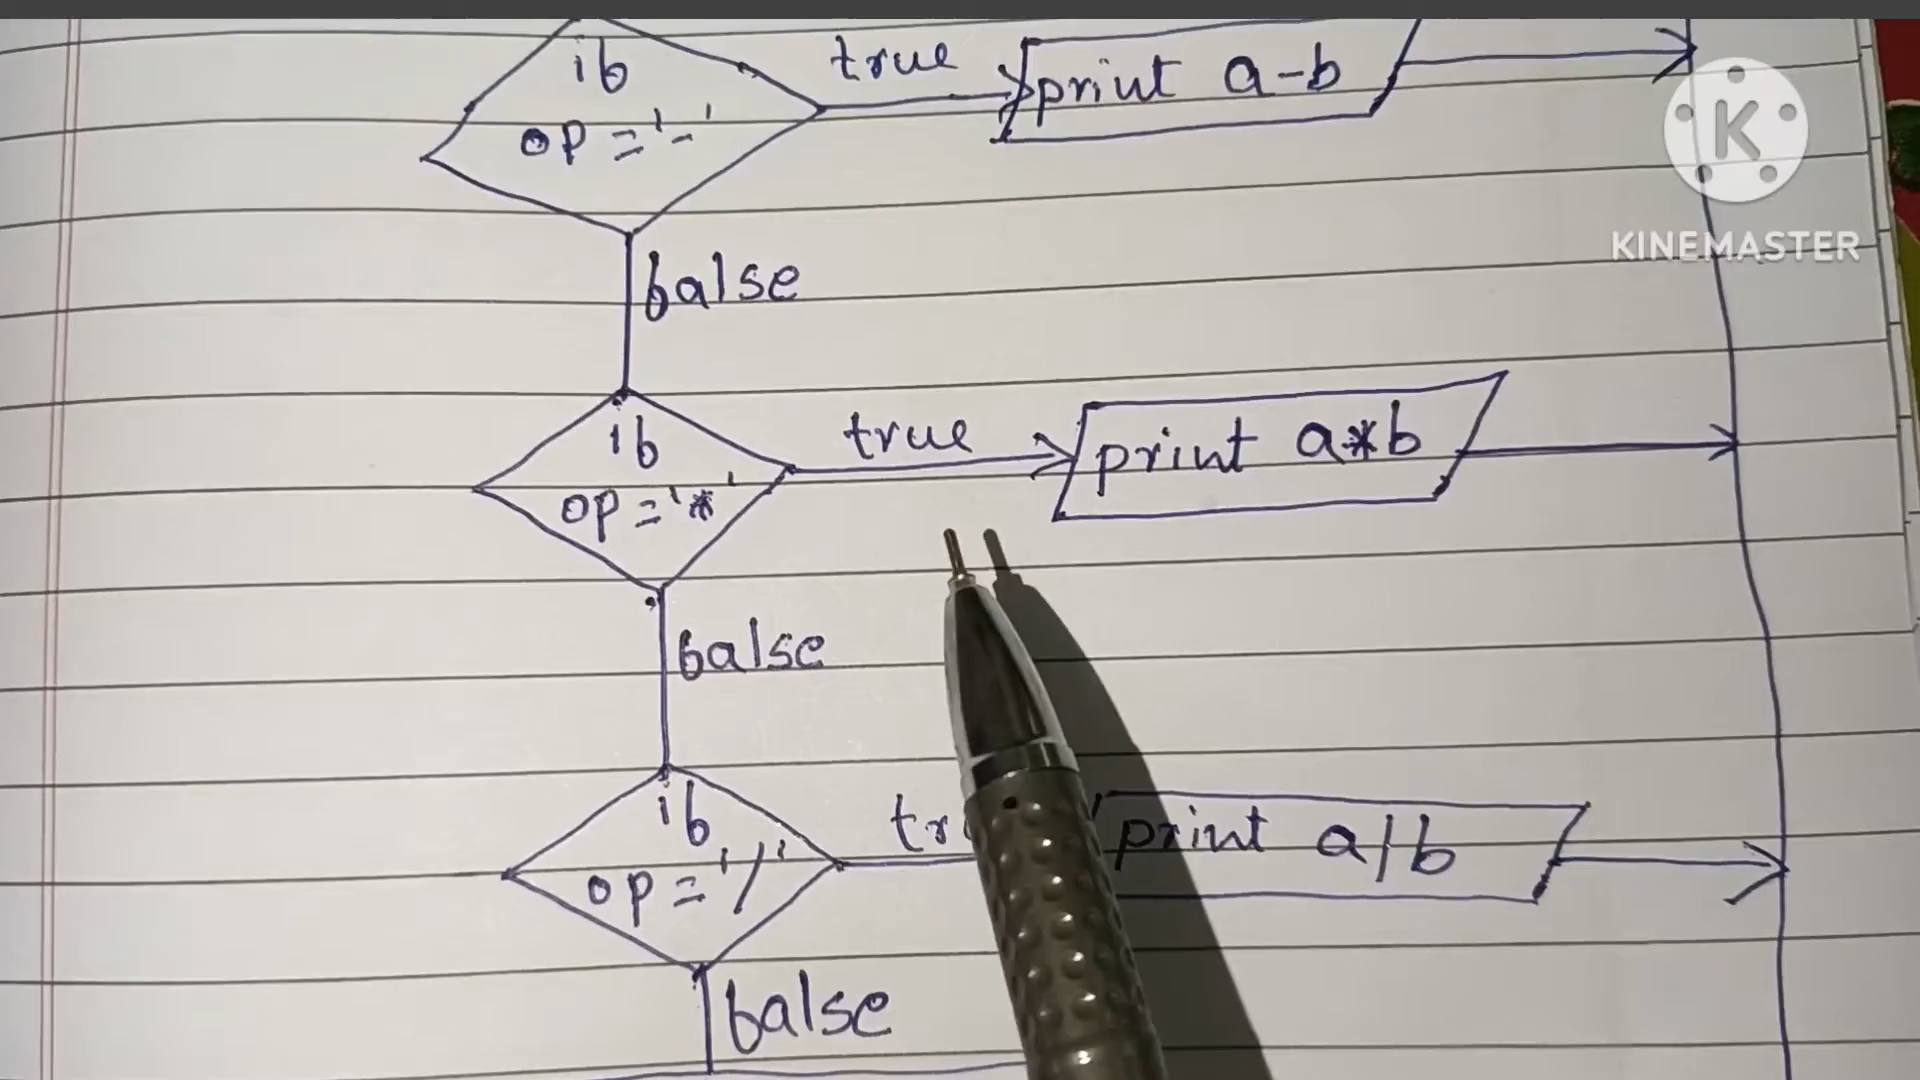 if true print a-b
op='-'
K
KINEMASTER
false
if true print a*b
op='*'
false
if print a/b
op='/'
false